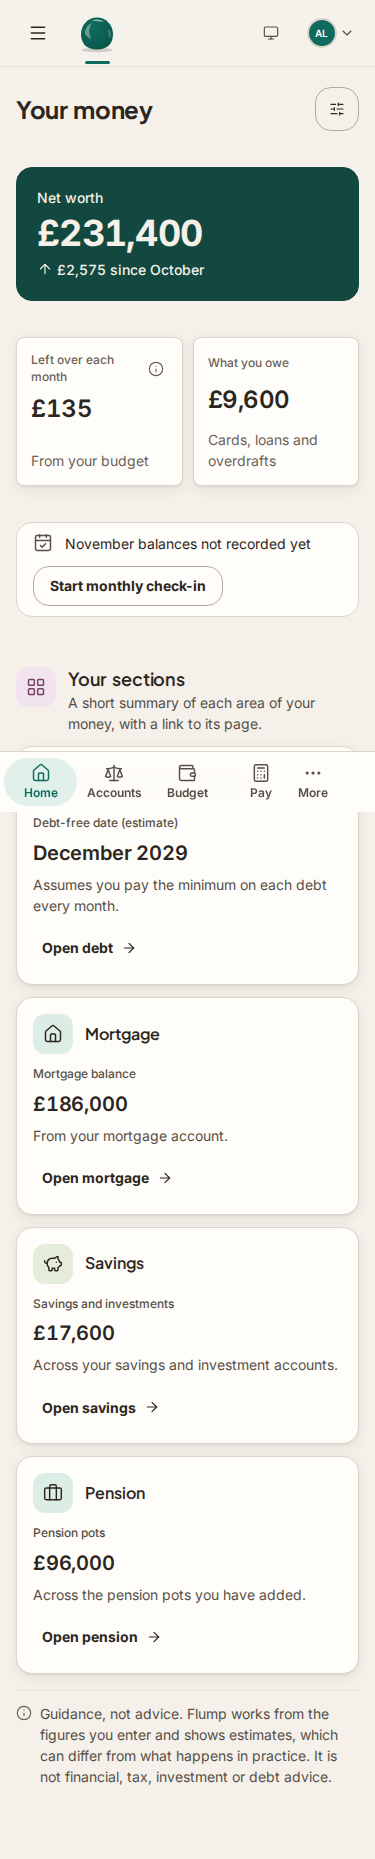 AL
Your money
Net worth
£231,400
↑ £2,575 since October
Left over each
month
£135
From your budget
What you owe
£9,600
Cards, loans and
overdrafts
November balances not recorded yet
Start monthly check-in
Your sections
A short summary of each area of your
money, with a link to its page.
Home
Accounts
Budget
Pay
More
Debt-free date (estimate)
December 2029
Assumes you pay the minimum on each debt
every month.
Open debt →
Mortgage
Mortgage balance
£186,000
From your mortgage account.
Open mortgage →
Savings
Savings and investments
£17,600
Across your savings and investment accounts.
Open savings →
Pension
Pension pots
£96,000
Across the pension pots you have added.
Open pension →
Guidance, not advice. Flump works from the
figures you enter and shows estimates, which
can differ from what happens in practice. It is
not financial, tax, investment or debt advice.